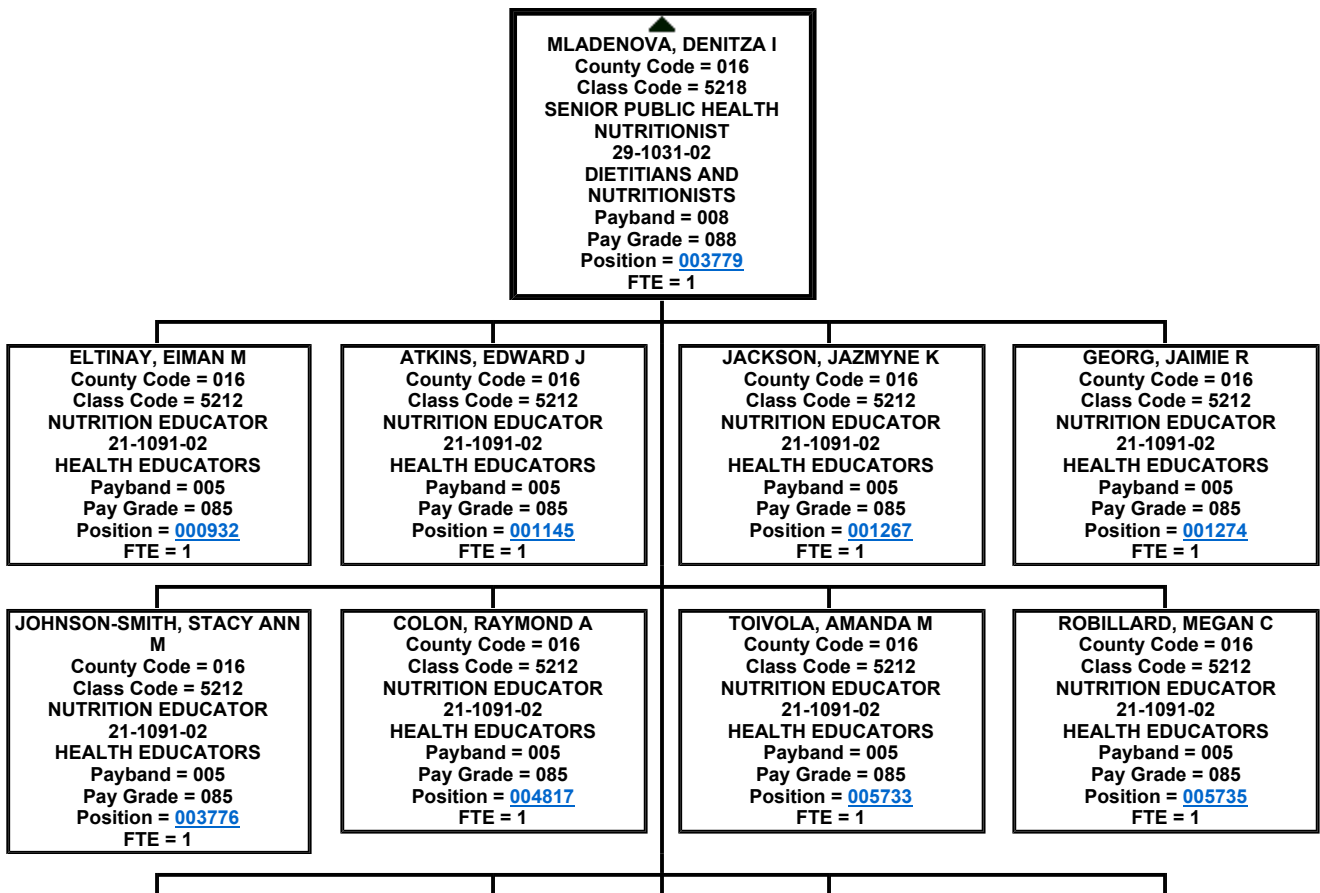 MLADENOVA, DENITZA I
County Code = 016
Class Code = 5218
SENIOR PUBLIC HEALTH
NUTRITIONIST
29-1031-02
DIETITIANS AND
NUTRITIONISTS
Payband = 008
Pay Grade = 088
Position = 003779
FTE = 1
ELTINAY, EIMAN M
County Code = 016
Class Code = 5212
NUTRITION EDUCATOR
21-1091-02
HEALTH EDUCATORS
Payband = 005
Pay Grade = 085
Position = 000932
FTE = 1
ATKINS, EDWARD J
County Code = 016
Class Code = 5212
NUTRITION EDUCATOR
21-1091-02
HEALTH EDUCATORS
Payband = 005
Pay Grade = 085
Position = 001145
FTE = 1
JACKSON, JAZMYNE K
County Code = 016
Class Code = 5212
NUTRITION EDUCATOR
21-1091-02
HEALTH EDUCATORS
Payband = 005
Pay Grade = 085
Position = 001267
FTE = 1
GEORG, JAIMIE R
County Code = 016
Class Code = 5212
NUTRITION EDUCATOR
21-1091-02
HEALTH EDUCATORS
Payband = 005
Pay Grade = 085
Position = 001274
FTE = 1
JOHNSON-SMITH, STACY ANN
M
County Code = 016
Class Code = 5212
NUTRITION EDUCATOR
21-1091-02
HEALTH EDUCATORS
Payband = 005
Pay Grade = 085
Position = 003776
FTE = 1
COLON, RAYMOND A
County Code = 016
Class Code = 5212
NUTRITION EDUCATOR
21-1091-02
HEALTH EDUCATORS
Payband = 005
Pay Grade = 085
Position = 004817
FTE = 1
TOIVOLA, AMANDA M
County Code = 016
Class Code = 5212
NUTRITION EDUCATOR
21-1091-02
HEALTH EDUCATORS
Payband = 005
Pay Grade = 085
Position = 005733
FTE = 1
ROBILLARD, MEGAN C
County Code = 016
Class Code = 5212
NUTRITION EDUCATOR
21-1091-02
HEALTH EDUCATORS
Payband = 005
Pay Grade = 085
Position = 005735
FTE = 1